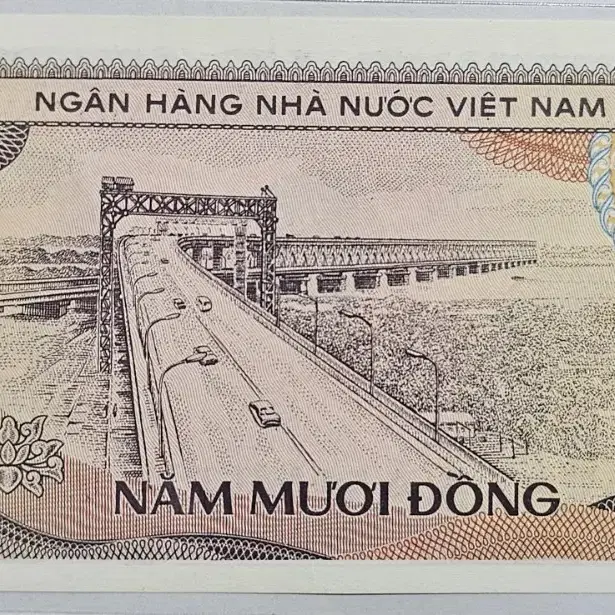 NGÂN HÀNG NHÀ NƯỚC VIỆT NAM
NĂM MƯƠI ĐỒNG